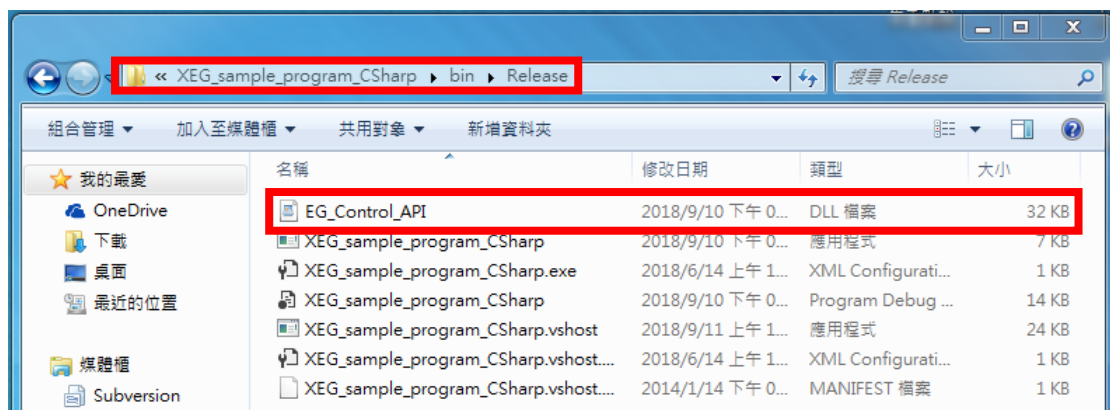 « XEG_sample_program_CSharp ▸ bin ▸ Release
搜尋 Release
組合管理 ▼ 加入至媒體櫃 ▼ 共用對象 ▼ 新增資料夾
名稱 修改日期 類型 大小
我的最愛
OneDrive
下載
桌面
最近的位置
媒體櫃
Subversion
EG_Control_API 2018/9/10 下午 0... DLL 檔案 32 KB
XEG_sample_program_CSharp 2018/9/10 下午 0... 應用程式 7 KB
XEG_sample_program_CSharp.exe 2018/6/14 上午 1... XML Configurati... 1 KB
XEG_sample_program_CSharp 2018/9/10 下午 0... Program Debug ... 14 KB
XEG_sample_program_CSharp.vshost 2018/9/11 上午 1... 應用程式 24 KB
XEG_sample_program_CSharp.vshost.... 2018/6/14 上午 1... XML Configurati... 1 KB
XEG_sample_program_CSharp.vshost.... 2014/1/14 下午 0... MANIFEST 檔案 1 KB